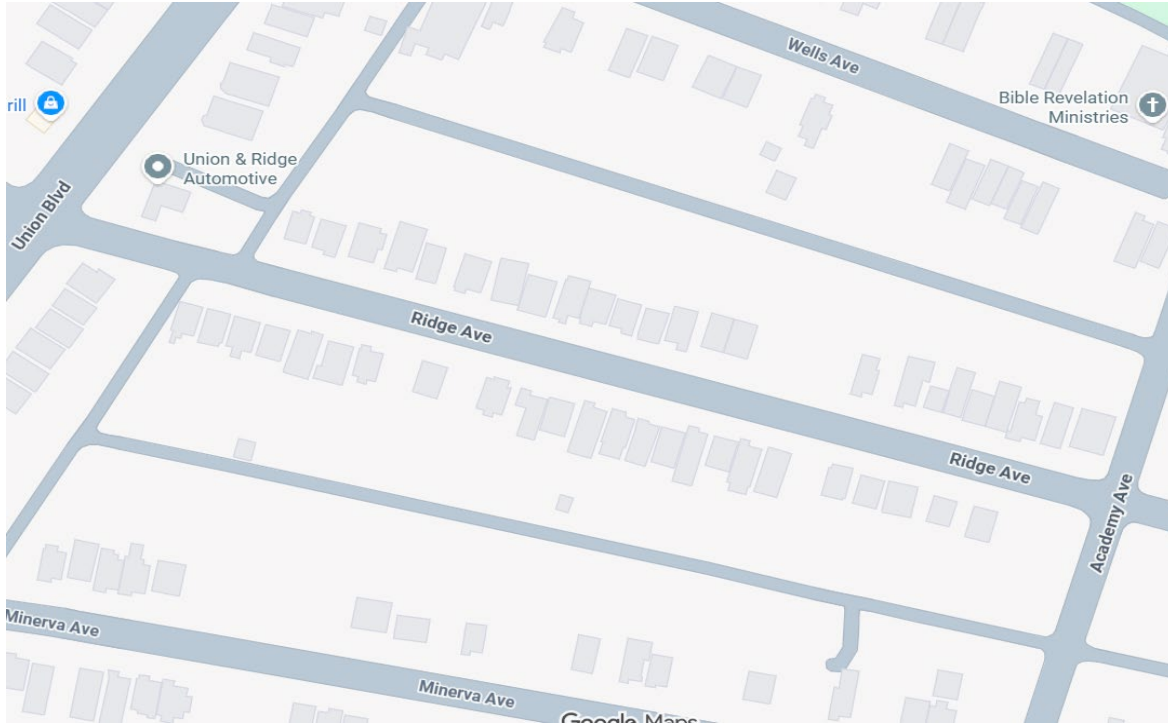 Wells Ave
Bible Revelation
Ministries
rill
Union & Ridge
Automotive
Union Blvd
Ridge Ave
Ridge Ave
Academy Ave
Minerva Ave
Minerva Ave
Google Maps